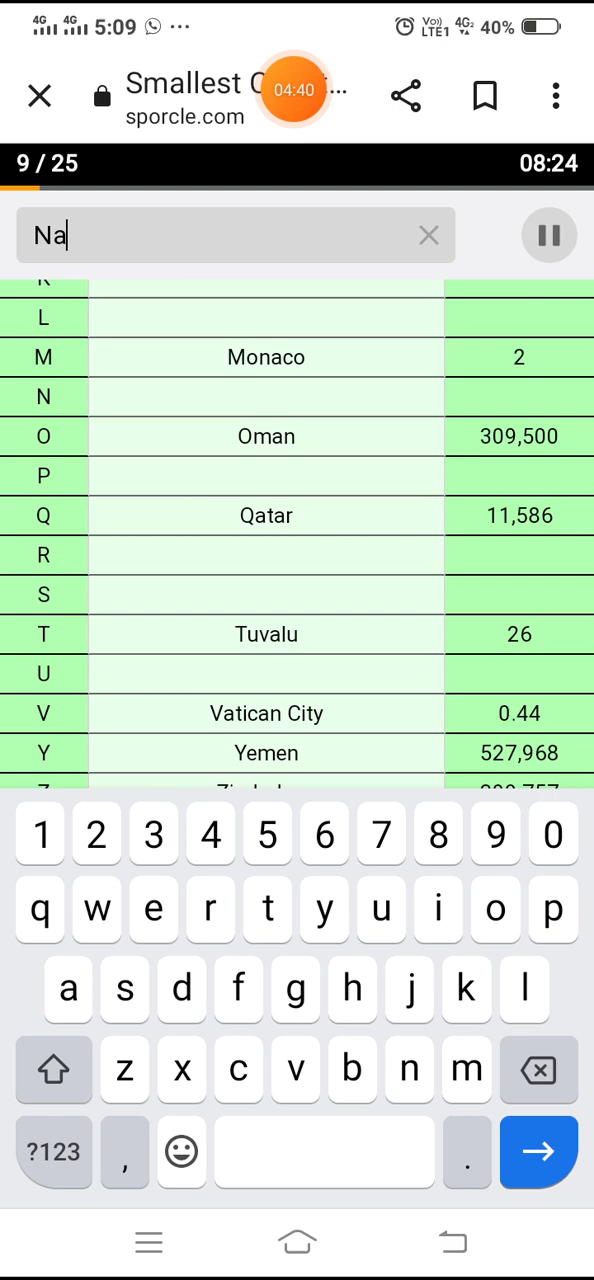 4G 4G 5:09 ... Vo)) LTE1 4G 40%
Smallest C ...
04:40
sporcle.com
9 / 25 08:24
Na
L
M Monaco 2
N
O Oman 309,500
P
Q Qatar 11,586
R
S
T Tuvalu 26
U
V Vatican City 0.44
Y Yemen 527,968
1 2 3 4 5 6 7 8 9 0
q w e r t y u i o p
a s d f g h j k l
z x c v b n m
?123 , .